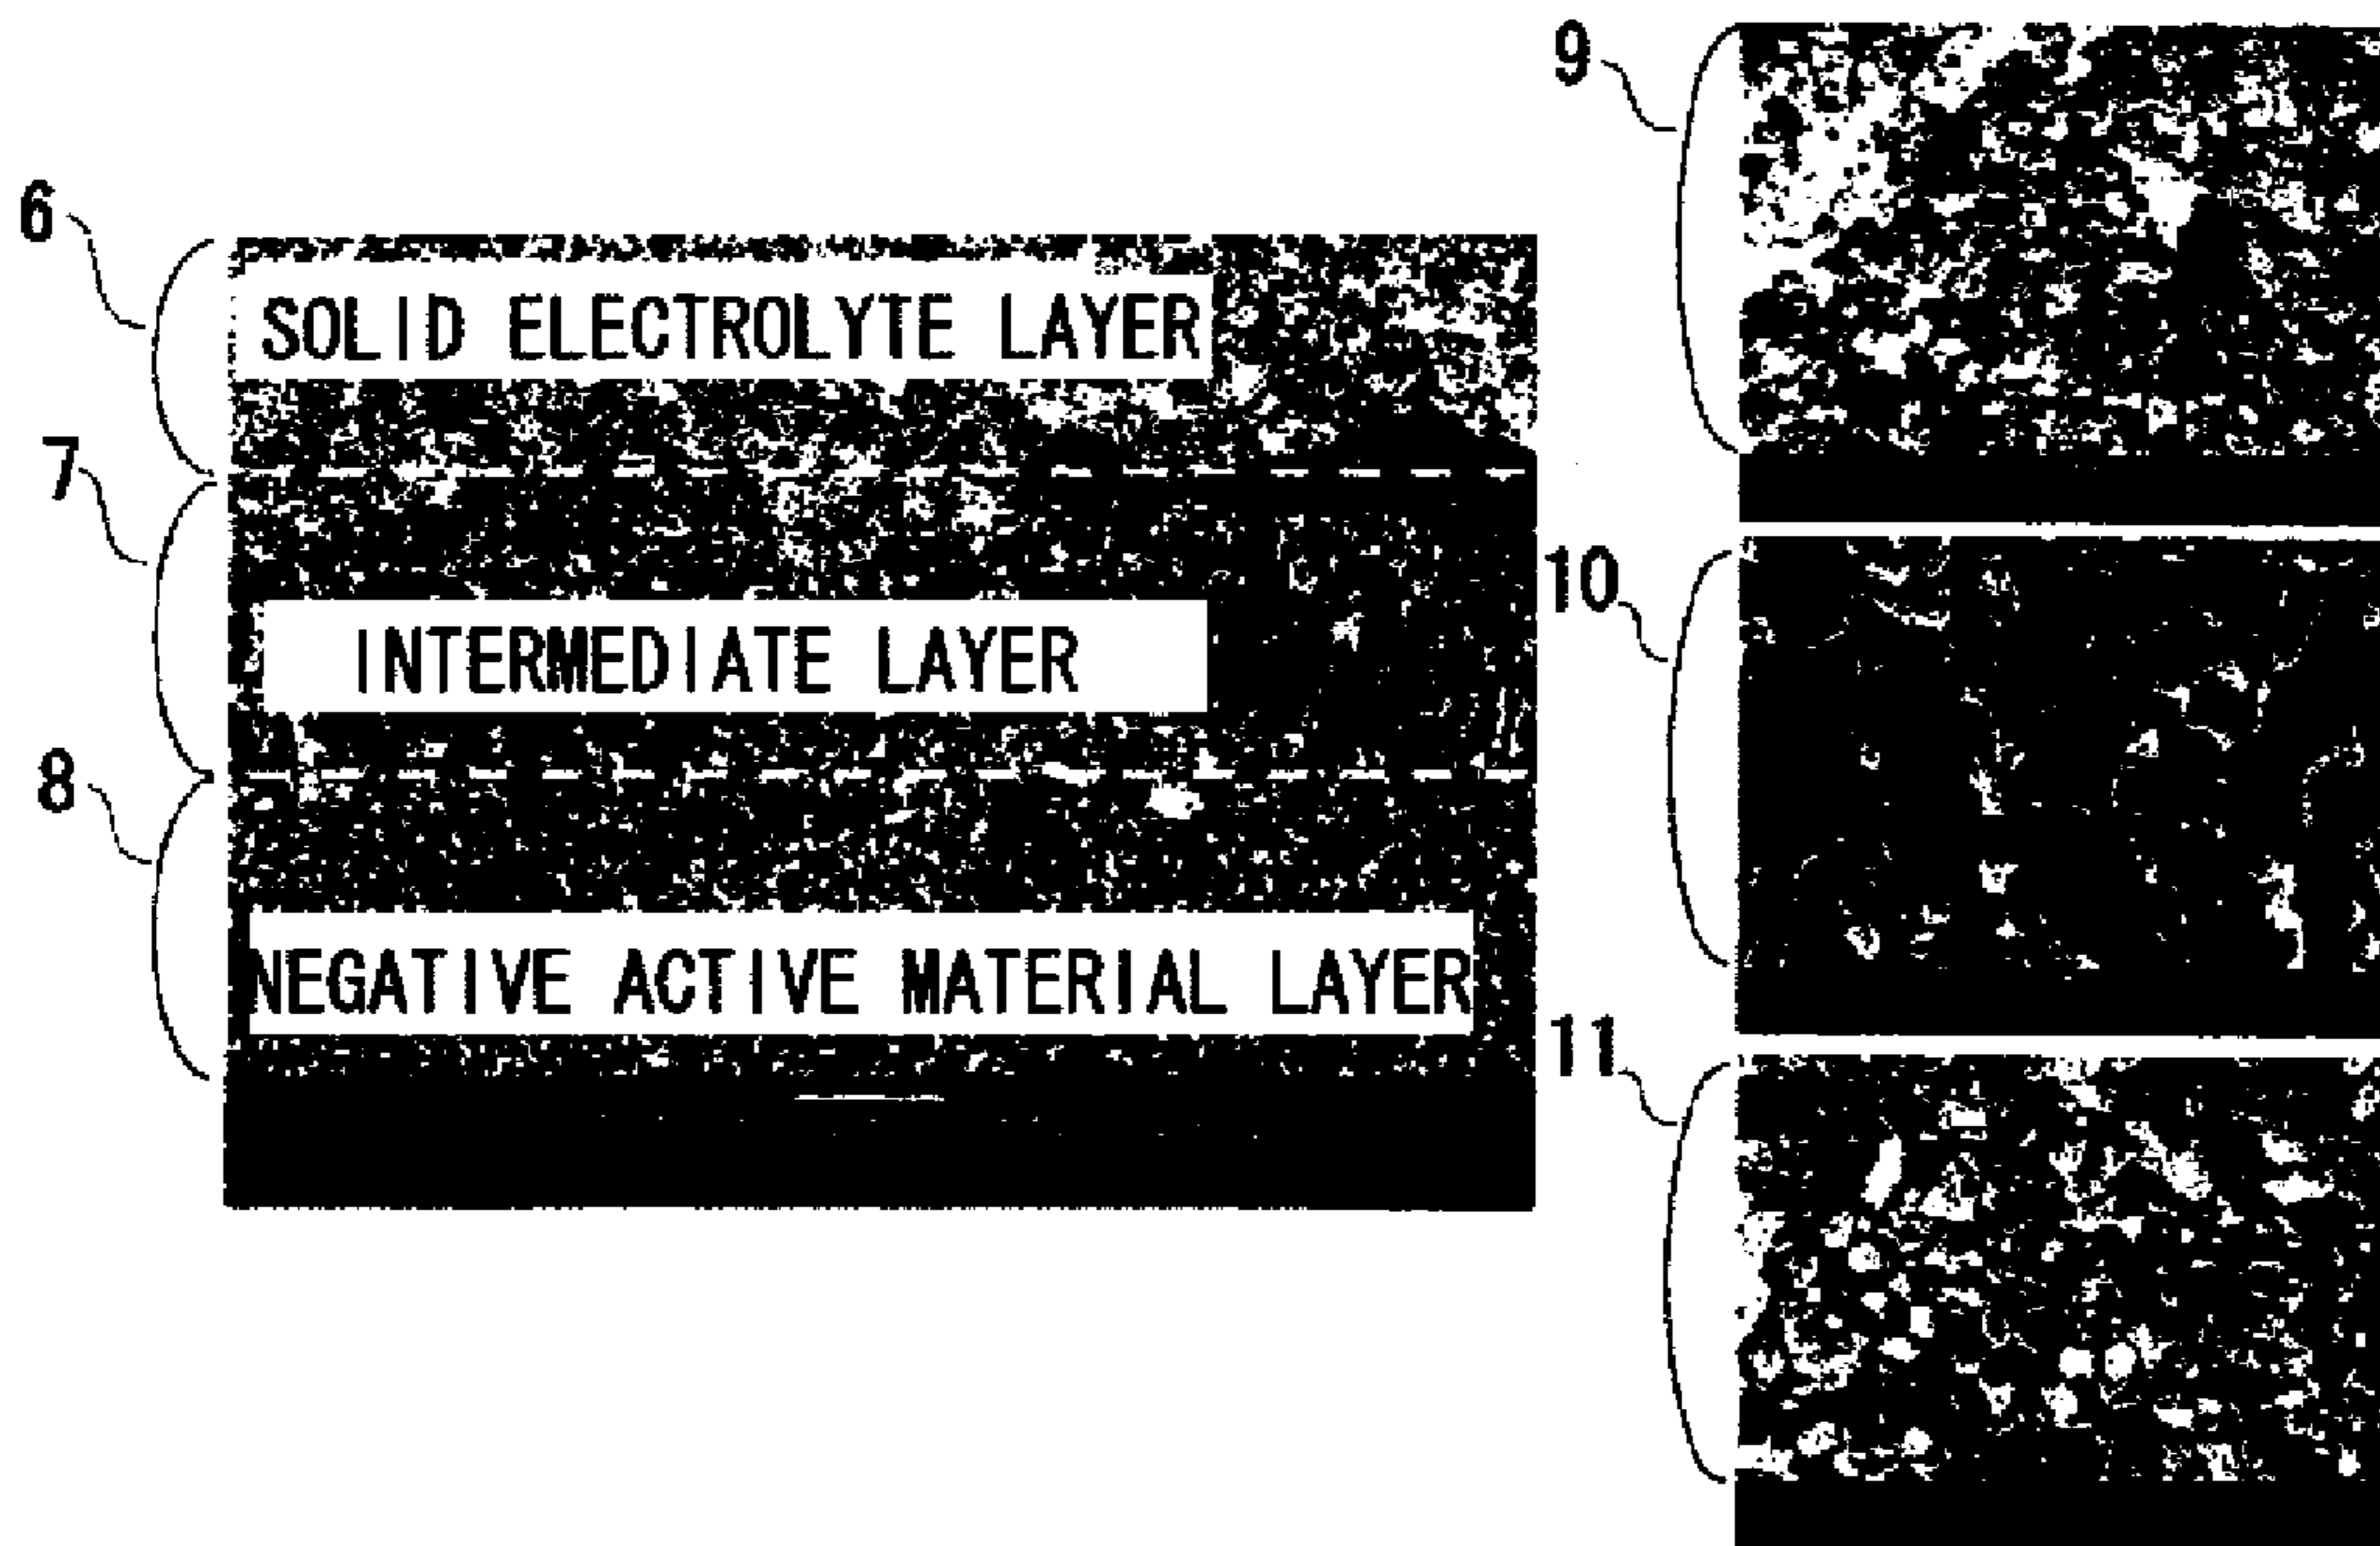 6
SOLID ELECTROLYTE LAYER
7
INTERMEDIATE LAYER
8
NEGATIVE ACTIVE MATERIAL LAYER
9
10
11